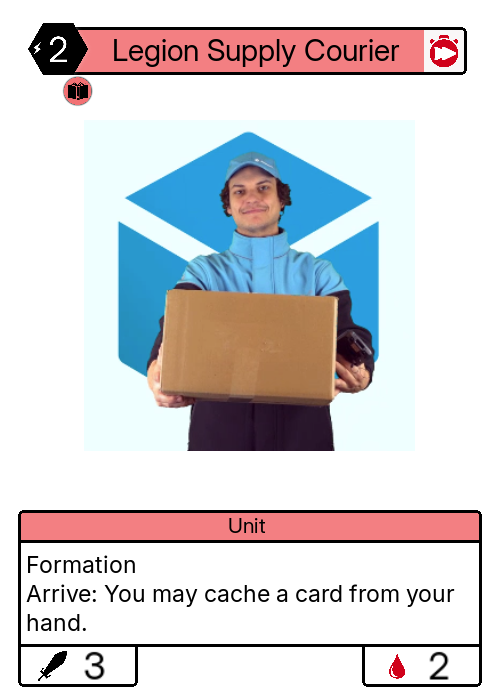 2
Legion Supply Courier
Unit
Formation
Arrive: You may cache a card from your
hand.
3
2